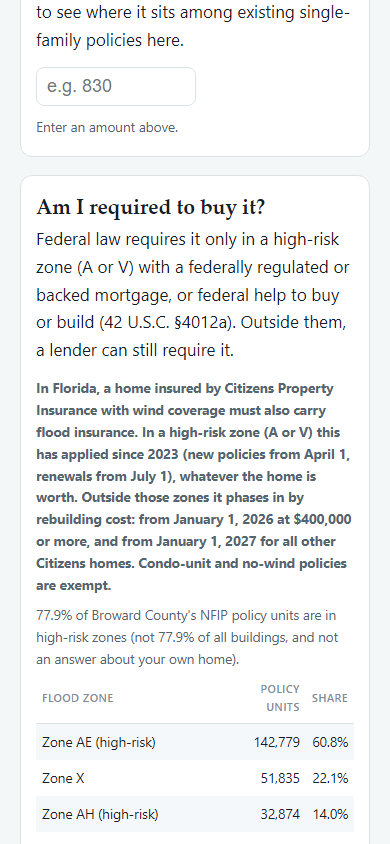 to see where it sits among existing single-
family policies here.
e.g. 830
Enter an amount above.
Am I required to buy it?
Federal law requires it only in a high-risk
zone (A or V) with a federally regulated or
backed mortgage, or federal help to buy
or build (42 U.S.C. §4012a). Outside them,
a lender can still require it.
In Florida, a home insured by Citizens Property
Insurance with wind coverage must also carry
flood insurance. In a high-risk zone (A or V) this
has applied since 2023 (new policies from April 1,
renewals from July 1), whatever the home is
worth. Outside those zones it phases in by
rebuilding cost: from January 1, 2026 at $400,000
or more, and from January 1, 2027 for all other
Citizens homes. Condo-unit and no-wind policies
are exempt.
77.9% of Broward County's NFIP policy units are in
high-risk zones (not 77.9% of all buildings, and not
an answer about your own home).
FLOOD ZONE POLICY UNITS SHARE
Zone AE (high-risk) 142,779 60.8%
Zone X 51,835 22.1%
Zone AH (high-risk) 32,874 14.0%